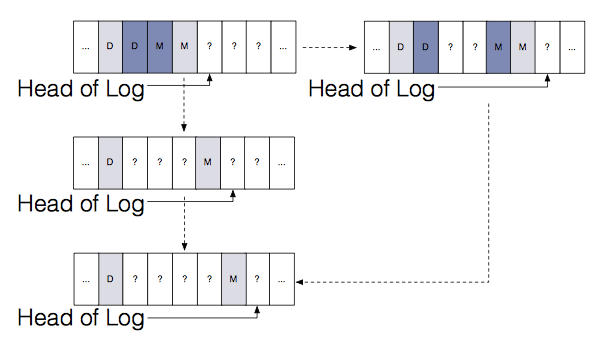 ... D D M M ? ? ? ...
Head of Log
... D D ? ? M M ? ...
Head of Log
... D ? ? ? M ? ? ...
Head of Log
... D ? ? ? ? M ? ...
Head of Log